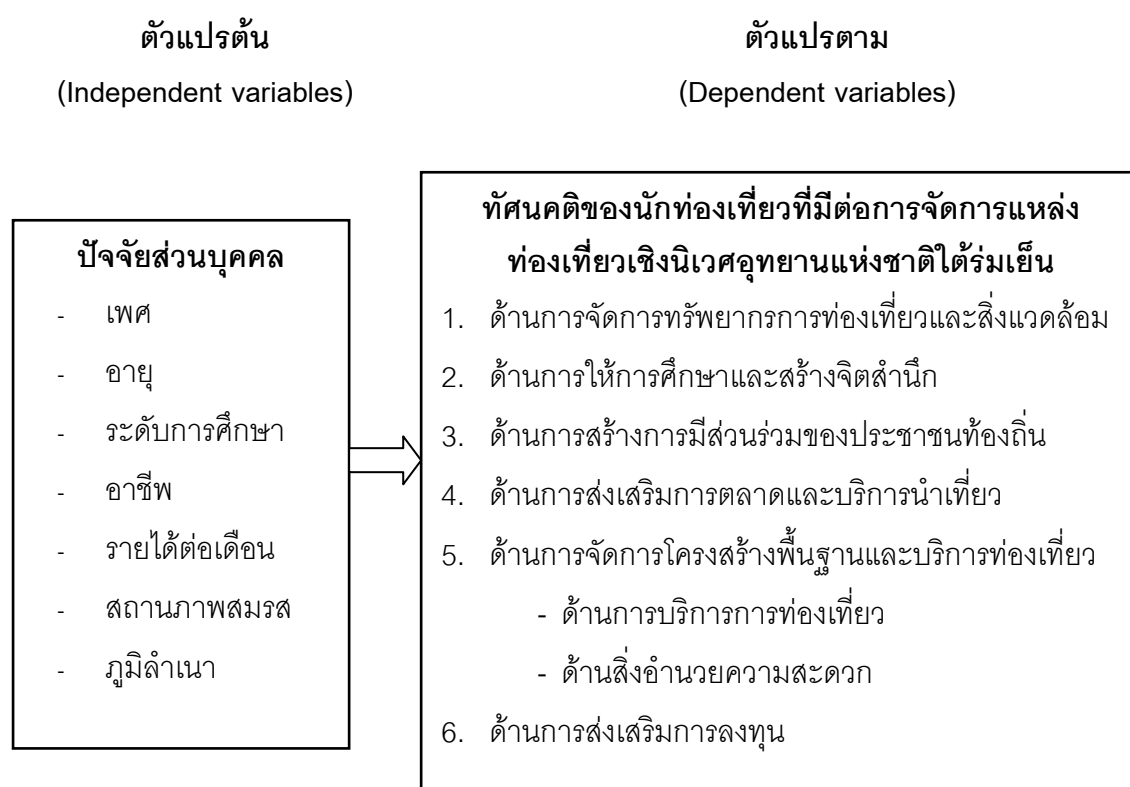 ตัวแปรต้น
(Independent variables)
ตัวแปรตาม
(Dependent variables)
ปัจจัยส่วนบุคคล
- เพศ
- อายุ
- ระดับการศึกษา
- อาชีพ
- รายได้ต่อเดือน
- สถานภาพสมรส
- ภูมิลำเนา
ทัศนคติของนักท่องเที่ยวที่มีต่อการจัดการแหล่ง
ท่องเที่ยวเชิงนิเวศอุทยานแห่งชาติใต้ร่มเย็น
1. ด้านการจัดการทรัพยากรการท่องเที่ยวและสิ่งแวดล้อม
2. ด้านการให้การศึกษาและสร้างจิตสำนึก
3. ด้านการสร้างการมีส่วนร่วมของประชาชนท้องถิ่น
4. ด้านการส่งเสริมการตลาดและบริการนำเที่ยว
5. ด้านการจัดการโครงสร้างพื้นฐานและบริการท่องเที่ยว
- ด้านการบริการการท่องเที่ยว
- ด้านสิ่งอำนวยความสะดวก
6. ด้านการส่งเสริมการลงทุน